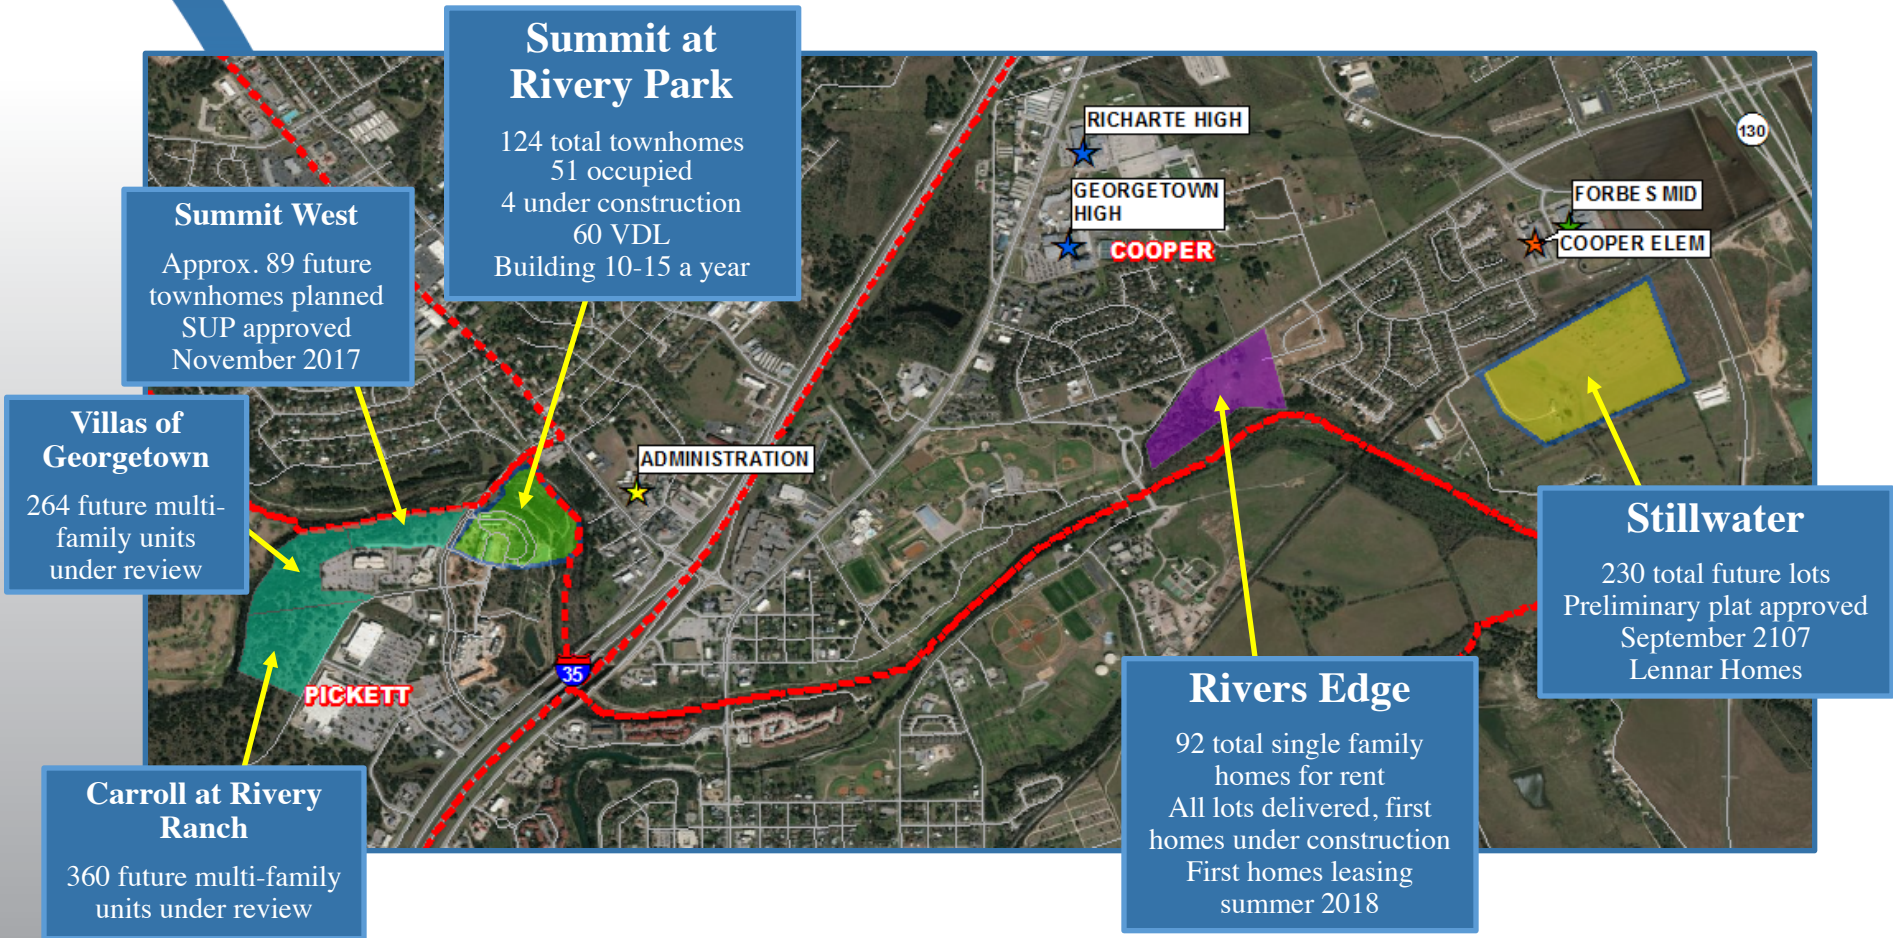 Summit at
Rivery Park
124 total townhomes
51 occupied
4 under construction
60 VDL
Building 10-15 a year
Summit West
Approx. 89 future
townhomes planned
SUP approved
November 2017
Villas of
Georgetown
264 future multi-
family units
under review
Carroll at Rivery
Ranch
360 future multi-family
units under review
RICHARTE HIGH
GEORGETOWN
HIGH
COOPER
130
FORBES MID
COOPER ELEM
ADMINISTRATION
PICKETT
35
Rivers Edge
92 total single family
homes for rent
All lots delivered, first
homes under construction
First homes leasing
summer 2018
Stillwater
230 total future lots
Preliminary plat approved
September 2107
Lennar Homes